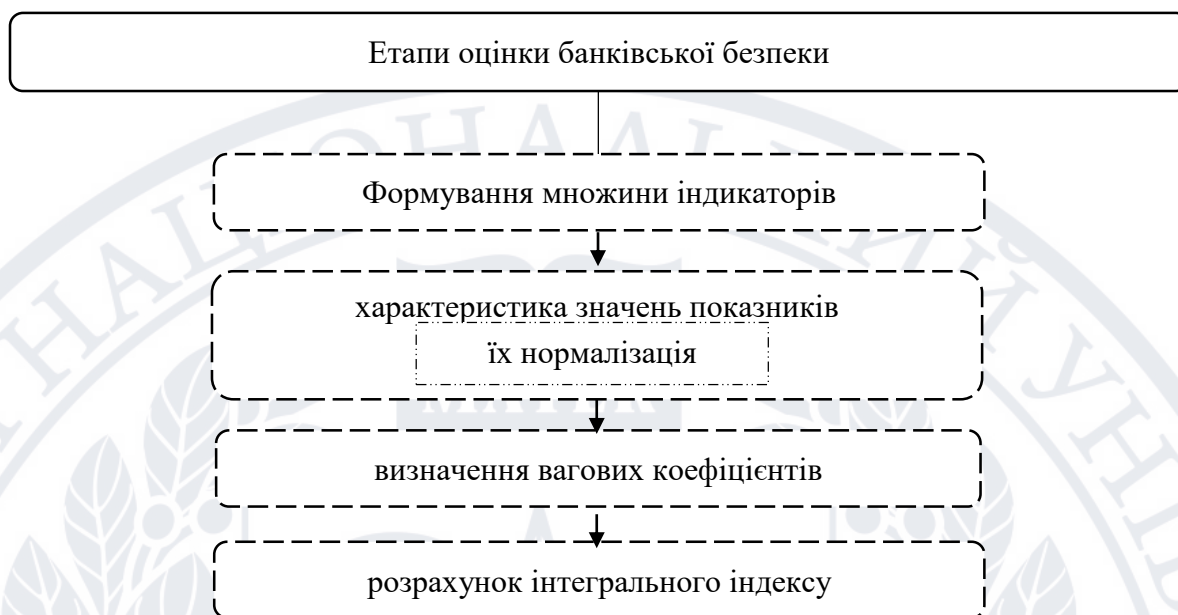 Етапи оцінки банківської безпеки
Формування множини індикаторів
характеристика значень показників
їх нормалізація
визначення вагових коефіцієнтів
розрахунок інтегрального індексу